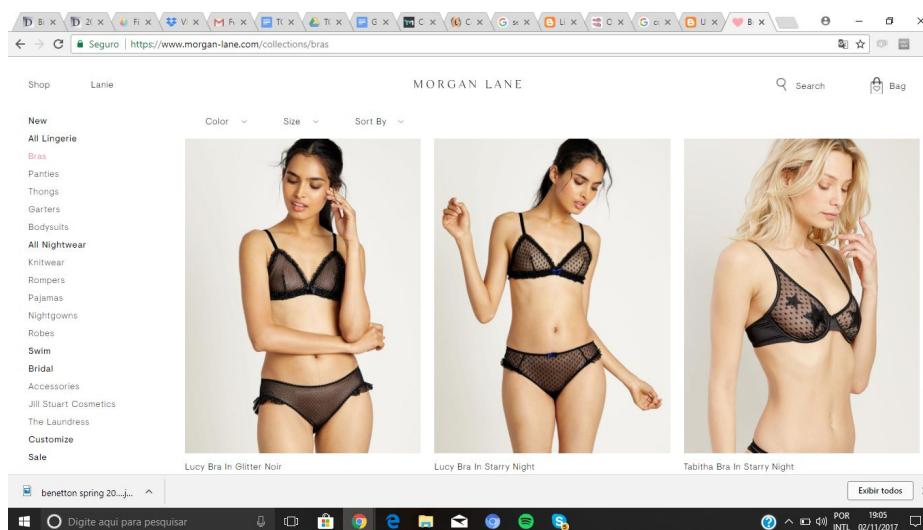 Bi
Fi
Seguro | https://www.morgan-lane.com/collections/bras
Shop Lanie MORGAN LANE Search Bag
New
Color Size Sort By
All Lingerie
Bras
Panties
Thongs
Garters
Bodysuits
All Nightwear
Knitwear
Rompers
Pajamas
Nightgowns
Robes
Swim
Bridal
Accessories
Jill Stuart Cosmetics
The Laundress
Customize
Sale
Lucy Bra In Glitter Noir Lucy Bra In Starry Night Tabitha Bra In Starry Night
benetton spring 20....j...
Exibir todos
Digite aqui para pesquisar
POR 19:05
INTL 02/11/2017